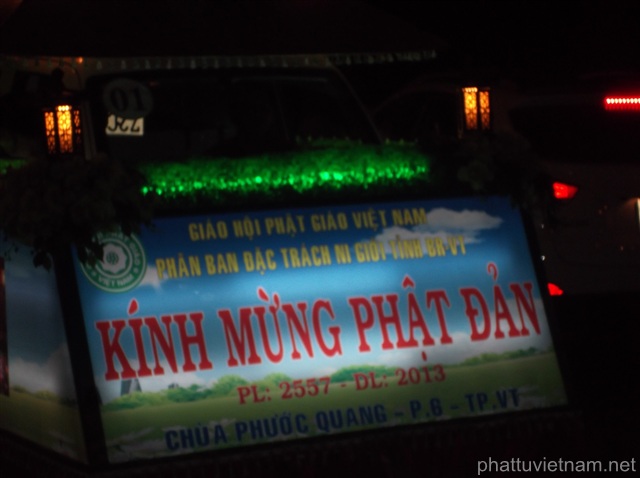 01
GIÁO HỘI PHẬT GIÁO VIỆT NAM
PHÂN BAN ĐẶC TRÁCH NI GIỚI TỈNH BR-VT
KÍNH MỪNG PHẬT ĐẢN
PL: 2557 - DL: 2013
CHÙA PHƯỚC QUANG - P.6 - TP.VT
phattuvietnam.net